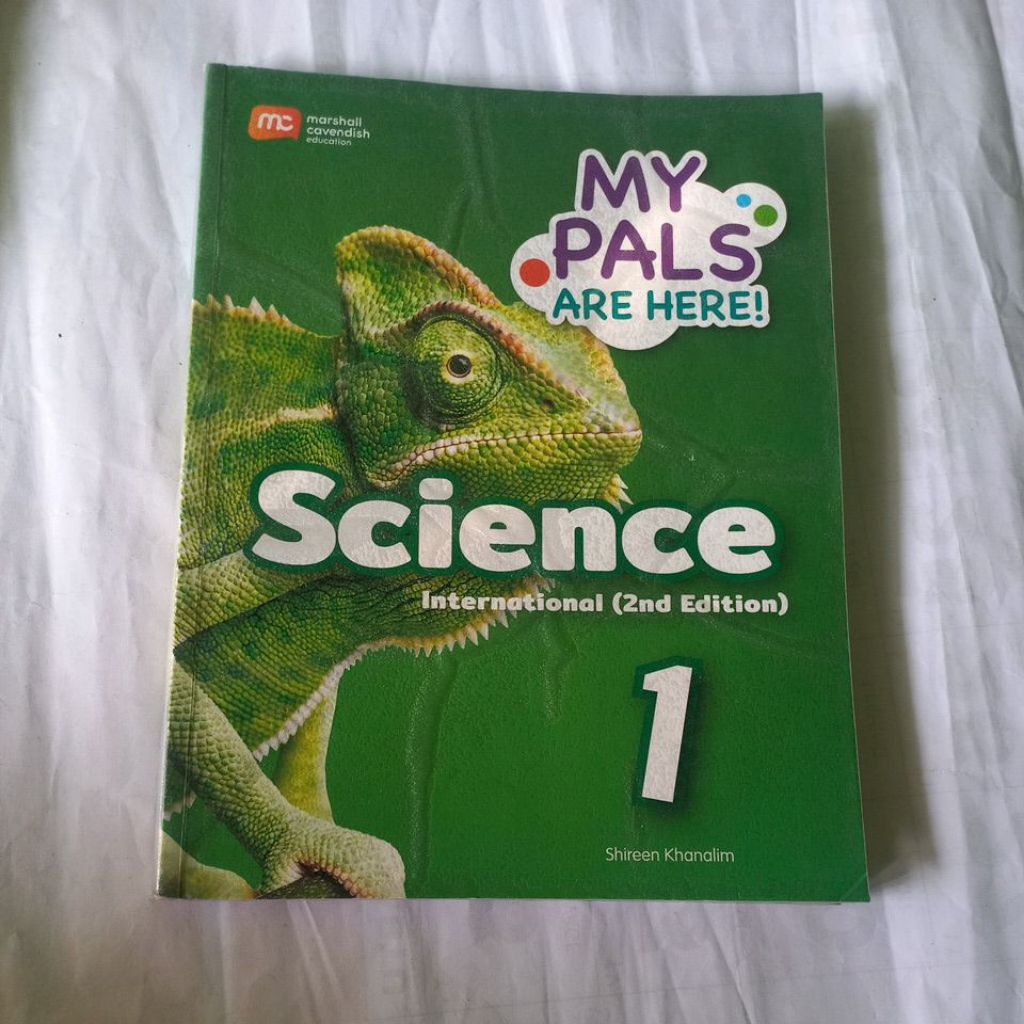 mc
marshall
cavendish
education
MY
PALS
ARE HERE!
Science
International (2nd Edition)
1
Shireen Khanalim